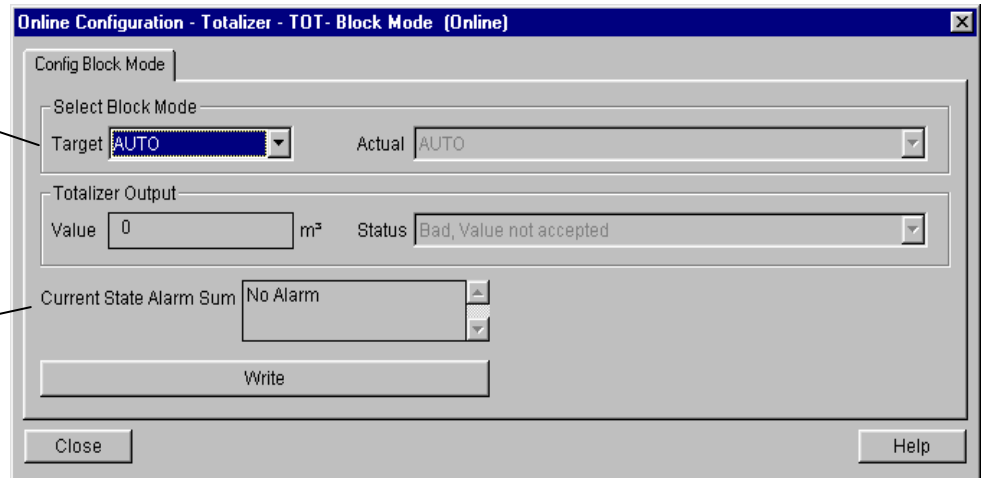 Online Configuration - Totalizer - TOT- Block Mode (Online)
Config Block Mode
Select Block Mode
Target AUTO Actual AUTO
Totalizer Output
Value 0 m³ Status Bad, Value not accepted
Current State Alarm Sum No Alarm
Write
Close Help